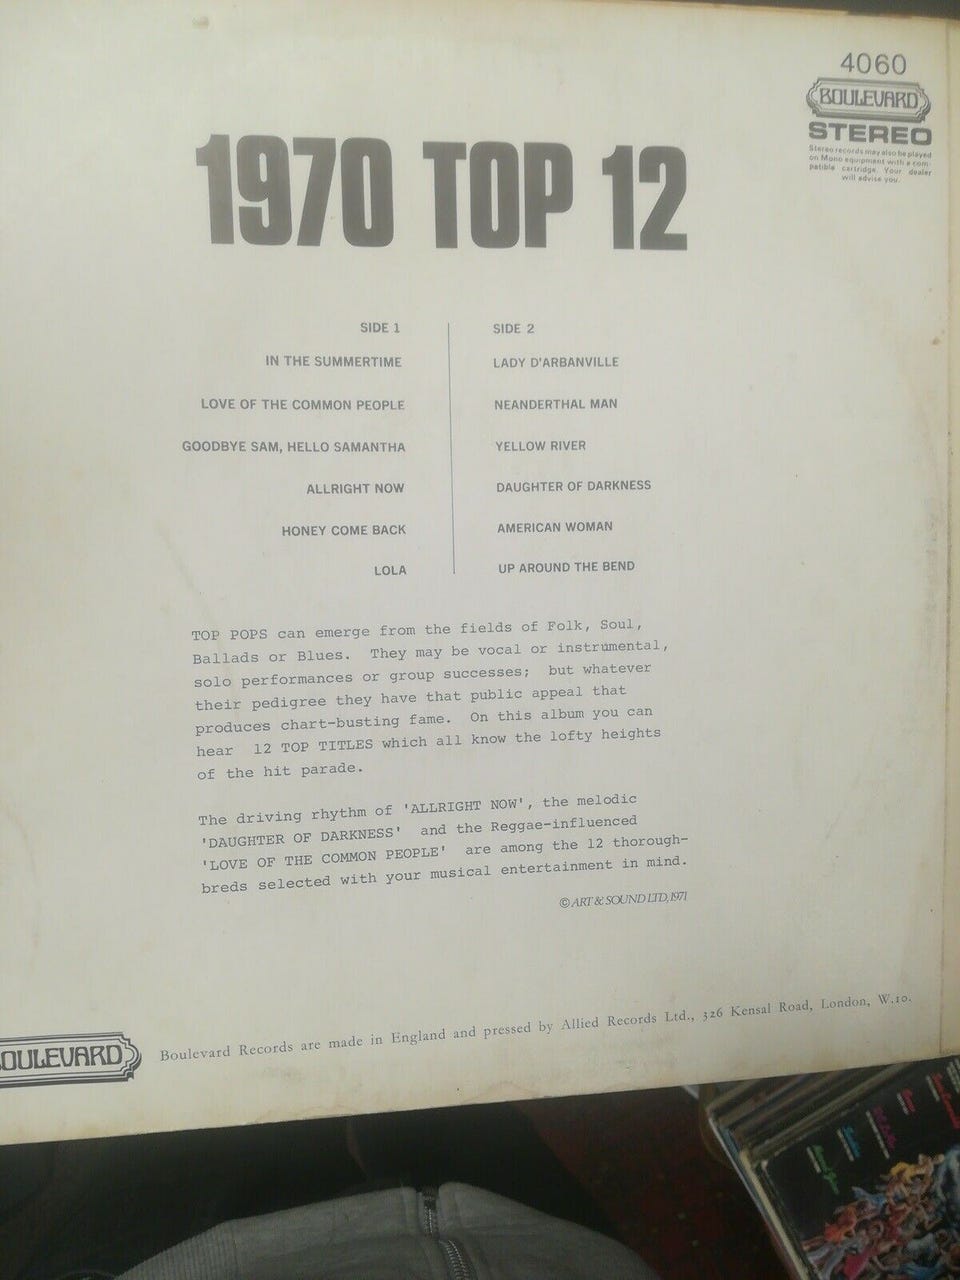 4060
BOULEVARD
STEREO
Stereo records may also be played
on Mono equipment with a com-
patible cartridge. Your dealer
will advise you.
1970 TOP 12
SIDE 1
IN THE SUMMERTIME
LOVE OF THE COMMON PEOPLE
GOODBYE SAM, HELLO SAMANTHA
ALLRIGHT NOW
HONEY COME BACK
LOLA
SIDE 2
LADY D'ARBANVILLE
NEANDERTHAL MAN
YELLOW RIVER
DAUGHTER OF DARKNESS
AMERICAN WOMAN
UP AROUND THE BEND
TOP POPS can emerge from the fields of Folk, Soul,
Ballads or Blues. They may be vocal or instrumental,
solo performances or group successes; but whatever
their pedigree they have that public appeal that
produces chart-busting fame. On this album you can
hear 12 TOP TITLES which all know the lofty heights
of the hit parade.
The driving rhythm of 'ALLRIGHT NOW', the melodic
'DAUGHTER OF DARKNESS' and the Reggae-influenced
'LOVE OF THE COMMON PEOPLE' are among the 12 thorough-
breds selected with your musical entertainment in mind.
© ART & SOUND LTD, 1971
OULEVARD
Boulevard Records are made in England and pressed by Allied Records Ltd., 326 Kensal Road, London, W.10.